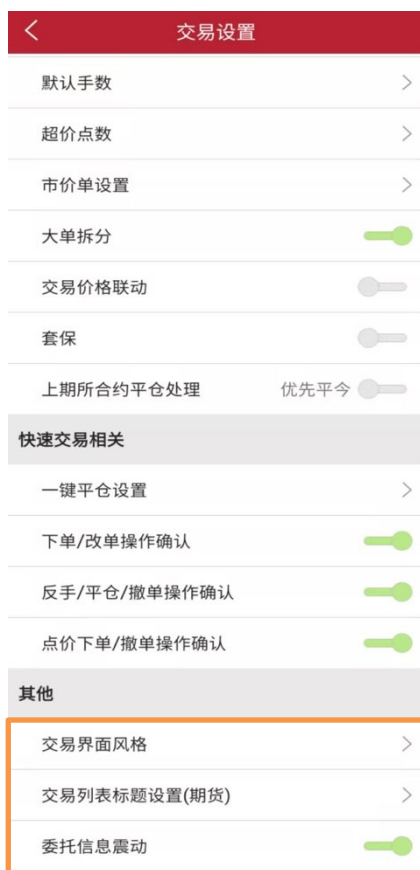 交易设置
默认手数
超价点数
市价单设置
大单拆分
交易价格联动
套保
上期所合约平仓处理 优先平今
快速交易相关
一键平仓设置
下单/改单操作确认
反手/平仓/撤单操作确认
点价下单/撤单操作确认
其他
交易界面风格
交易列表标题设置(期货)
委托信息震动